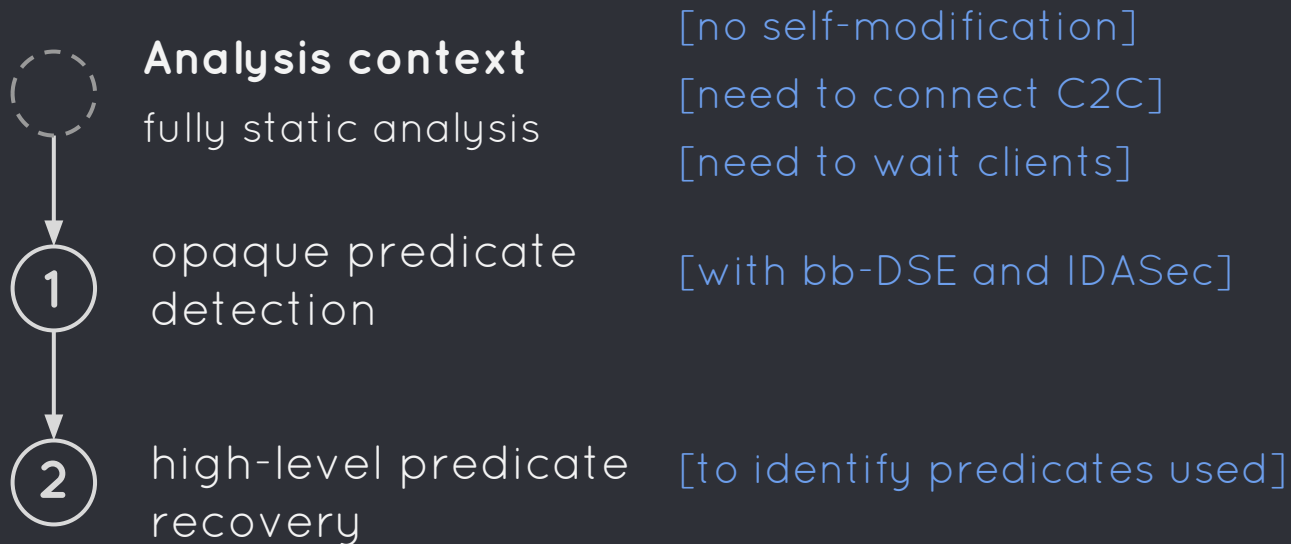 Analysis context
fully static analysis
[no self-modification]
[need to connect C2C]
[need to wait clients]
1
opaque predicate
detection
[with bb-DSE and IDASec]
2
high-level predicate
recovery
[to identify predicates used]